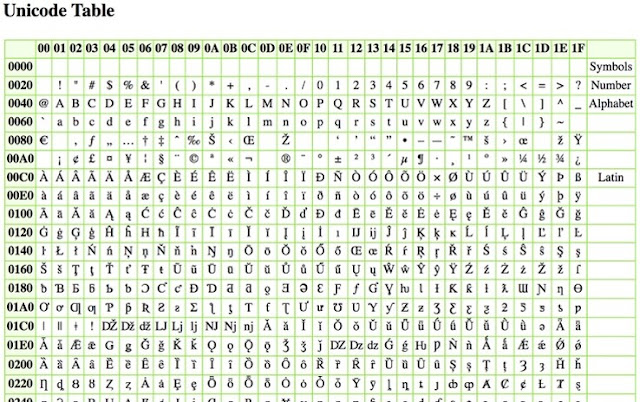 Unicode Table
00 01 02 03 04 05 06 07 08 09 0A 0B 0C 0D 0E 0F 10 11 12 13 14 15 16 17 18 19 1A 1B 1C 1D 1E 1F
0000 Symbols
0020 ! " # $ % & ' ( ) * + , - . / 0 1 2 3 4 5 6 7 8 9 : ; < = > ? Number
0040 @ A B C D E F G H I J K L M N O P Q R S T U V W X Y Z [ \ ] ^ _ Alphabet
0060 ` a b c d e f g h i j k l m n o p q r s t u v w x y z { | } ~
0080 € ‚ ƒ „ … † ‡ ˆ ‰ Š ‹ Œ Ž ‘ ’ “ ” • – — ˜ ™ š › œ ž Ÿ
00A0 ¡ ¢ £ ¤ ¥ ¦ § ¨ © ª « ¬ ® ¯ ° ± ² ³ ´ µ ¶ · ¸ ¹ º » ¼ ½ ¾ ¿
00C0 À Á Â Ã Ä Å Æ Ç È É Ê Ë Ì Í Î Ï Ð Ñ Ò Ó Ô Õ Ö × Ø Ù Ú Û Ü Ý Þ ß Latin
00E0 à á â ã ä å æ ç è é ê ë ì í î ï ð ñ ò ó ô õ ö ÷ ø ù ú û ü ý þ ÿ
0100 Ā ā Ă ă Ą ą Ć ć Ĉ ĉ Ċ ċ Č č Ď ď Đ đ Ē ē Ĕ ĕ Ė ė Ę ę Ě ě Ĝ ĝ Ğ ğ
0120 Ġ ġ Ģ ģ Ĥ ĥ Ħ ħ Ĩ ĩ Ī ī Ĭ ĭ Į į İ ı Ĳ ĳ Ĵ ĵ Ķ ķ ĸ Ĺ ĺ Ļ ļ Ľ ľ Ŀ
0140 ŀ Ł ł Ń ń Ņ ņ Ň ň ŉ Ŋ ŋ Ō ō Ŏ ŏ Ő ő Œ œ Ŕ ŕ Ŗ ŗ Ř ř Ś ś Ŝ ŝ Ş ş
0160 Š š Ţ ţ Ť ť Ŧ ŧ Ũ ũ Ū ū Ŭ ŭ Ů ů Ű ű Ų ų Ŵ ŵ Ŷ ŷ Ÿ Ź ź Ż ż Ž ž ſ
0180 ƀ Ɓ Ƃ ƃ Ƅ ƅ Ɔ Ƈ ƈ Ɖ Ɗ Ƌ ƌ ƍ Ǝ Ə Ɛ Ƒ ƒ Ɠ Ɣ ƕ Ɩ Ɨ Ƙ ƙ ƚ ƛ Ɯ Ɲ ƞ Ɵ
01A0 Ơ ơ Ƣ ƣ Ƥ ƥ Ʀ Ƨ ƨ Ʃ ƪ ƫ Ƭ ƭ Ʈ Ư ư Ʊ Ʋ Ƴ ƴ Ƶ ƶ Ʒ Ƹ ƹ ƺ ƻ Ƽ ƽ ƾ ƿ
01C0 ǀ ǁ ǂ ǃ Ǆ ǅ ǆ Ǉ ǈ ǉ Ǌ ǋ ǌ Ǎ ǎ Ǐ ǐ Ǒ ǒ Ǔ ǔ Ǖ ǖ Ǘ ǘ Ǚ ǚ Ǜ ǜ ǝ Ǟ ǟ
01E0 Ǡ ǡ Ǣ ǣ Ǥ ǥ Ǧ ǧ Ǩ ǩ Ǫ ǫ Ǭ ǭ Ǯ ǯ ǰ Ǳ ǲ ǳ Ǵ ǵ Ƕ Ƿ Ǹ ǹ Ǻ ǻ Ǽ ǽ Ǿ ǿ
0200 Ȁ ȁ Ȃ ȃ Ȅ ȅ Ȇ ȇ Ȉ ȉ Ȋ ȋ Ȍ ȍ Ȏ ȏ Ȑ ȑ Ȓ ȓ Ȕ ȕ Ȗ ȗ Ș ș Ț ț Ȝ ȝ Ȟ ȟ
0220 Ƞ ȡ Ȣ ȣ Ȥ ȥ Ȧ ȧ Ȩ ȩ Ȫ ȫ Ȭ ȭ Ȯ ȯ Ȱ ȱ Ȳ ȳ ȴ ȵ ȶ ȷ ȸ ȹ Ⱥ Ȼ ȼ Ƚ Ⱦ ȿ
0240